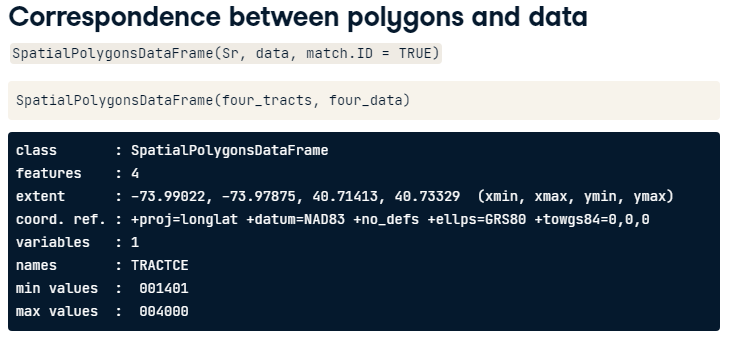 Correspondence between polygons and data
SpatialPolygonsDataFrame(Sr, data, match.ID = TRUE)
SpatialPolygonsDataFrame(four_tracts, four_data)
class       : SpatialPolygonsDataFrame
features    : 4
extent      : -73.99022, -73.97875, 40.71413, 40.73329  (xmin, xmax, ymin, ymax)
coord. ref. : +proj=longlat +datum=NAD83 +no_defs +ellps=GRS80 +towgs84=0,0,0
variables   : 1
names       : TRACTCE
min values  :  001401
max values  :  004000